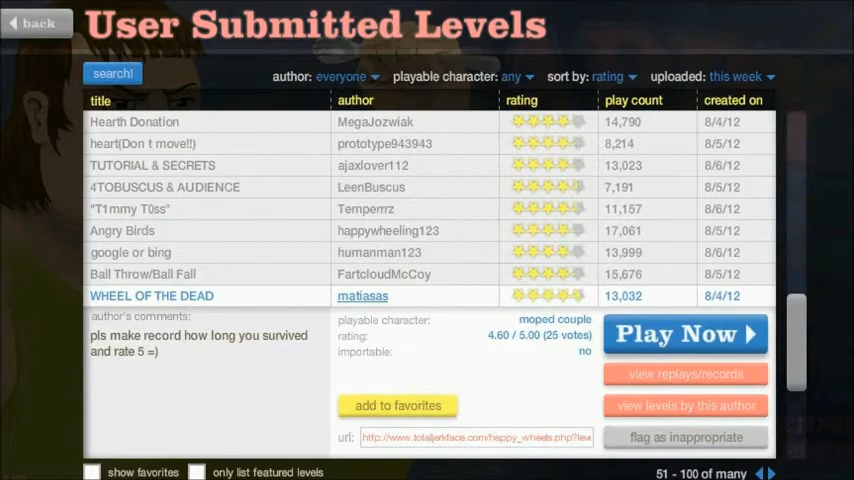 back
User Submitted Levels
search!
author: everyone playable character: any sort by: rating uploaded: this week
title author rating play count created on
Hearth Donation MegaJozwiak 14,790 8/4/12
heart(Don t move!!) prototype943943 8,214 8/5/12
TUTORIAL & SECRETS ajaxlover112 13,023 8/6/12
4TOBUSCUS & AUDIENCE LeenBuscus 7,191 8/5/12
"T1mmy T0ss" Temperrrz 11,157 8/6/12
Angry Birds happywheeling123 17,061 8/5/12
google or bing humanman123 13,999 8/6/12
Ball Throw/Ball Fall FartcloudMcCoy 15,676 8/5/12
WHEEL OF THE DEAD matiasas 13,032 8/4/12
author's comments:
pls make record how long you survived
and rate 5 =)
playable character: moped couple
rating: 4.60 / 5.00 (25 votes)
importable: no
Play Now
view replays/records
add to favorites
view levels by this author
url: http://www.totaljerkface.com/happy_wheels.php?lev
flag as inappropriate
show favorites only list featured levels
51 - 100 of many